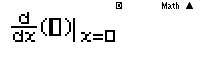 D Math ▲
d/dx(▯)|x=▯